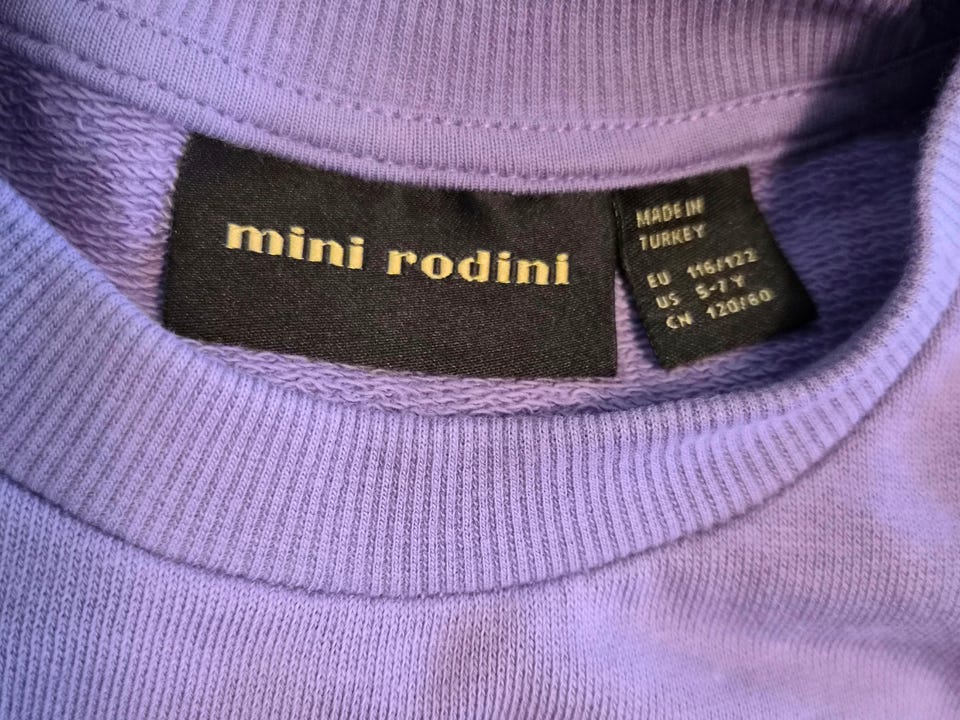 mini rodini
MADE IN
TURKEY
EU 116/122
US 5-7 Y
CN 120/60